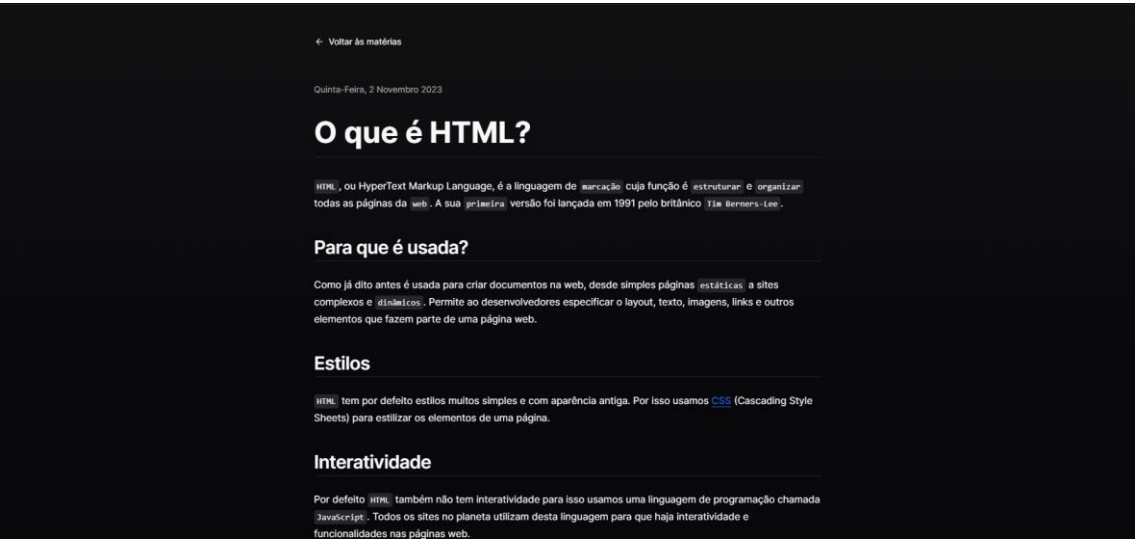 ← Voltar às matérias
Quinta-Feira, 2 Novembro 2023
O que é HTML?
HTML, ou HyperText Markup Language, é a linguagem de marcação cuja função é estruturar e organizar
todas as páginas da web. A sua primeira versão foi lançada em 1991 pelo britânico Tim Berners-Lee.
Para que é usada?
Como já dito antes é usada para criar documentos na web, desde simples páginas estáticas a sites
complexos e dinâmicos. Permite ao desenvolvedores especificar o layout, texto, imagens, links e outros
elementos que fazem parte de uma página web.
Estilos
HTML tem por defeito estilos muitos simples e com aparência antiga. Por isso usamos CSS (Cascading Style
Sheets) para estilizar os elementos de uma página.
Interatividade
Por defeito HTML também não tem interatividade para isso usamos uma linguagem de programação chamada
JavaScript. Todos os sites no planeta utilizam desta linguagem para que haja interatividade e
funcionalidades nas páginas web.